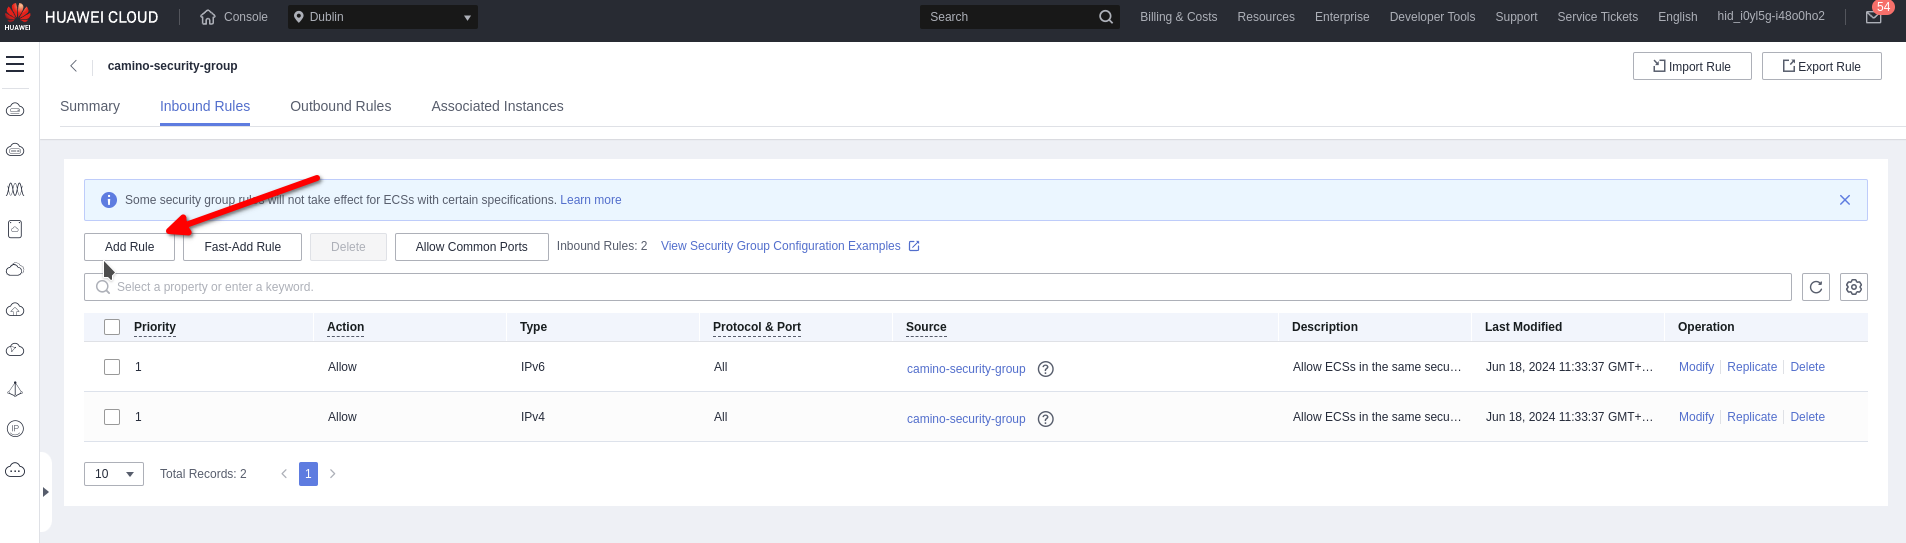 HUAWEI
HUAWEI CLOUD
Console
Dublin
Search
Billing & Costs
Resources
Enterprise
Developer Tools
Support
Service Tickets
English
hid_i0yl5g-i48o0ho2
54
camino-security-group
Import Rule
Export Rule
Summary
Inbound Rules
Outbound Rules
Associated Instances
Some security group rules will not take effect for ECSs with certain specifications. Learn more
Add Rule
Fast-Add Rule
Delete
Allow Common Ports
Inbound Rules: 2
View Security Group Configuration Examples
Select a property or enter a keyword.
Priority Action Type Protocol & Port Source Description Last Modified Operation
1 Allow IPv6 All camino-security-group Allow ECSs in the same secu… Jun 18, 2024 11:33:37 GMT+… Modify Replicate Delete
1 Allow IPv4 All camino-security-group Allow ECSs in the same secu… Jun 18, 2024 11:33:37 GMT+… Modify Replicate Delete
IP
10
Total Records: 2
1